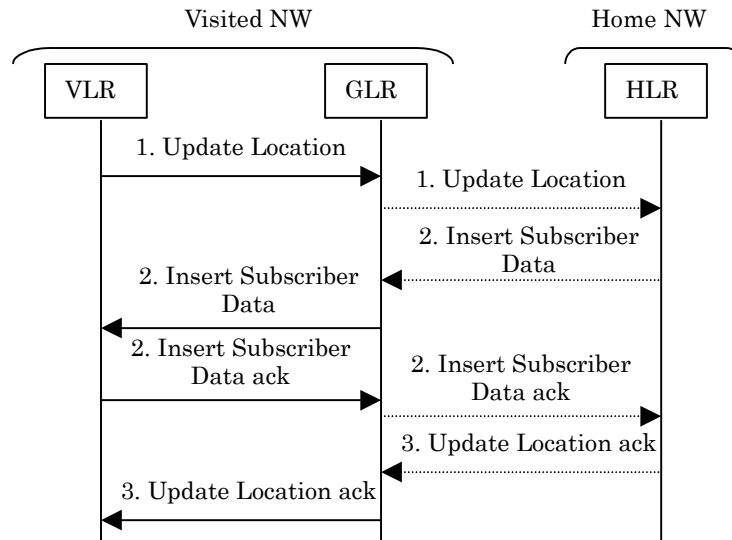 Visited NW
Home NW
VLR
GLR
HLR
1. Update Location
1. Update Location
2. Insert Subscriber
Data
2. Insert Subscriber
Data
2. Insert Subscriber
Data ack
2. Insert Subscriber
Data ack
3. Update Location ack
3. Update Location ack